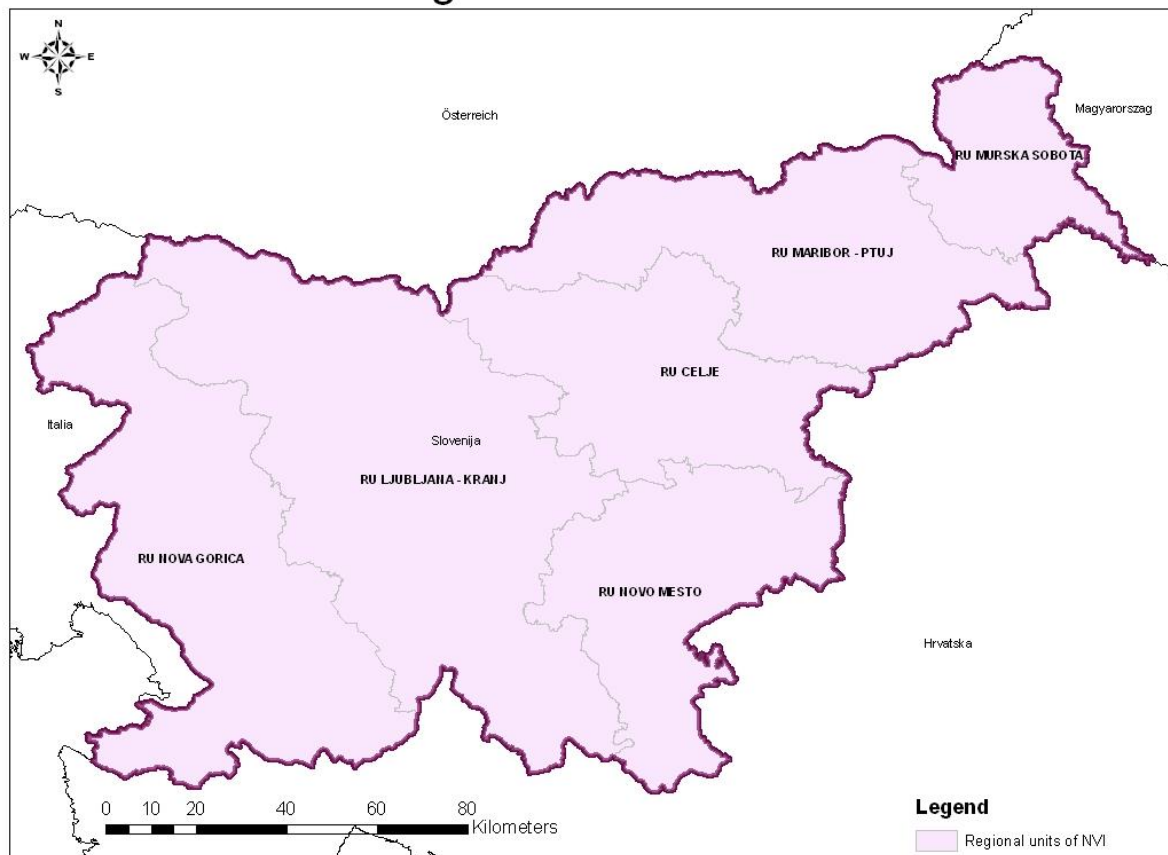 N
W E
S
Österreich
Magyarország
RU MURSKA SOBOTA
RU MARIBOR - PTUJ
RU CELJE
Italia
Slovenija
RU LJUBLJANA - KRANJ
RU NOVA GORICA
RU NOVO MESTO
Hrvatska
0 10 20 40 60 80
Kilometers
Legend
Regional units of NVI